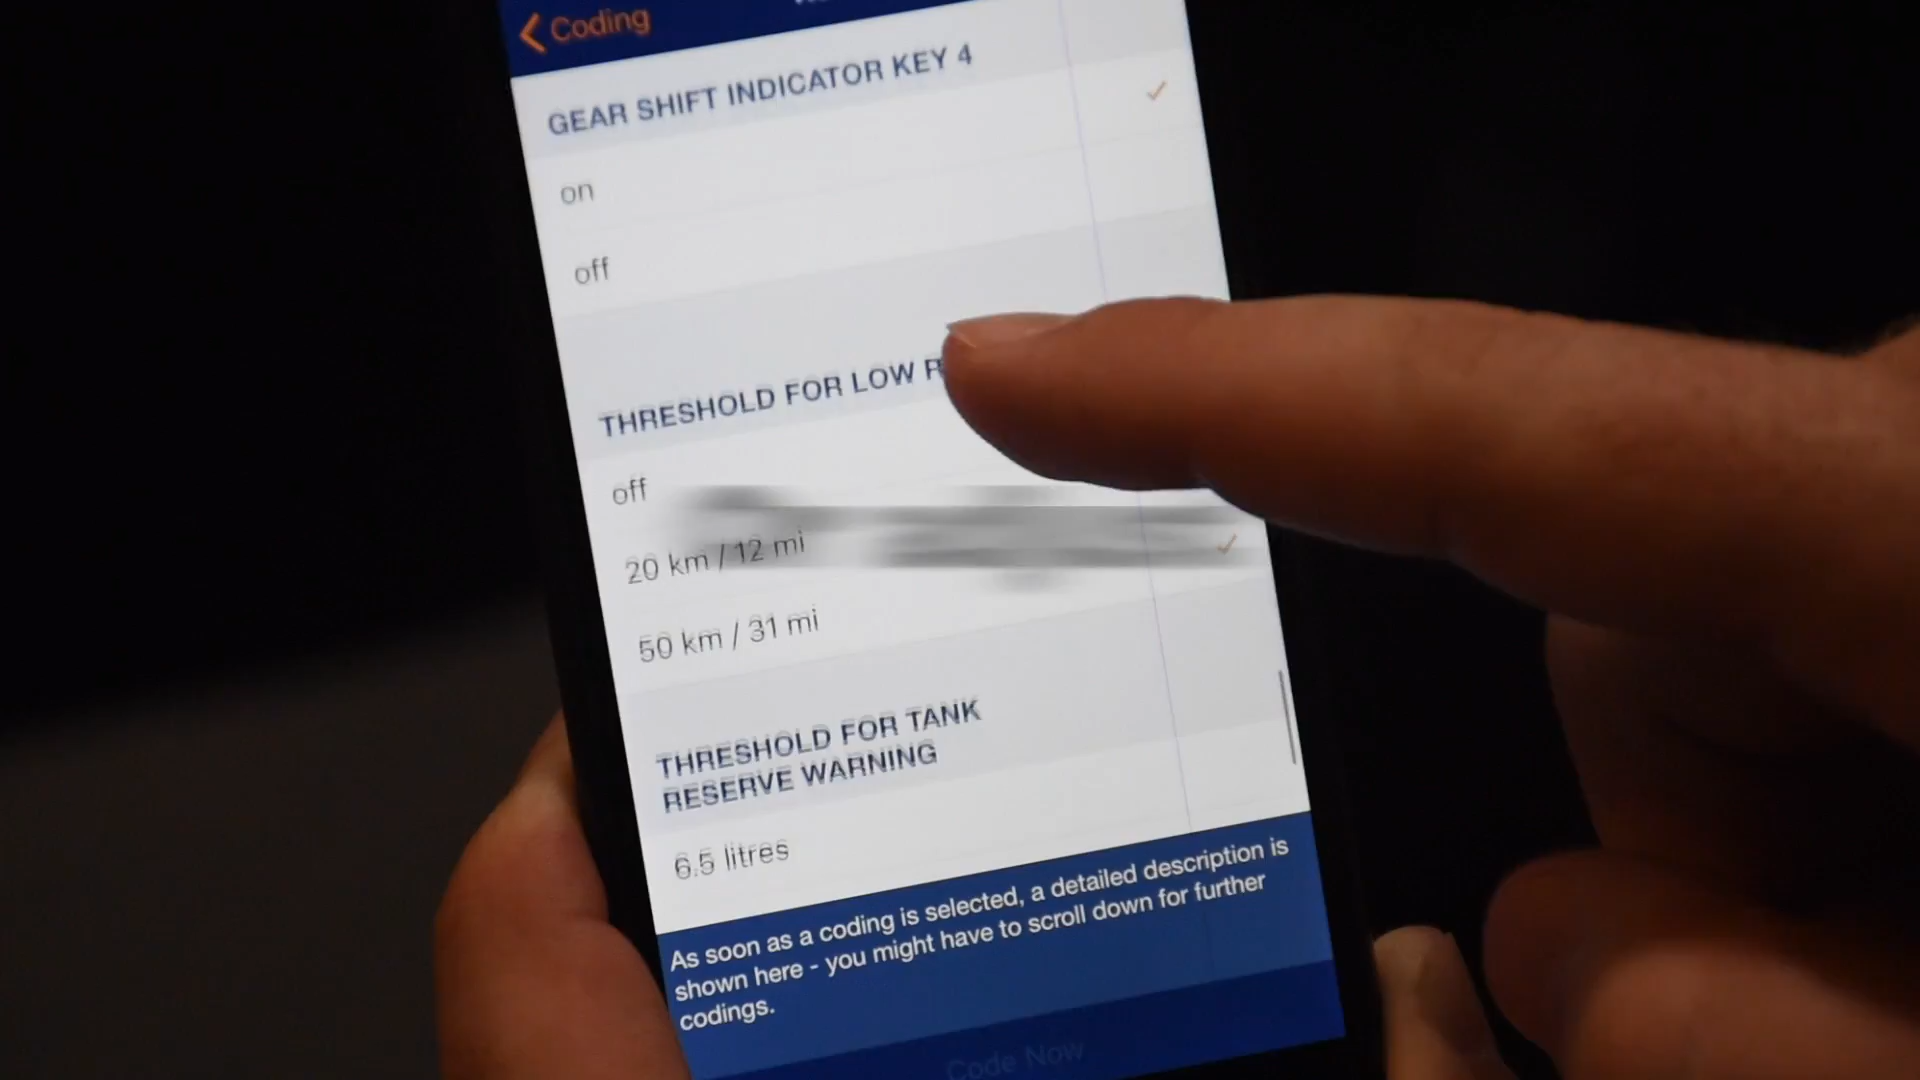 Coding
GEAR SHIFT INDICATOR KEY 4
on
off
THRESHOLD FOR LOW
off
20 km / 12 mi
50 km / 31 mi
THRESHOLD FOR TANK
RESERVE WARNING
6.5 litres
As soon as a coding is selected, a detailed description is
shown here - you might have to scroll down for further
codings.
Code Now